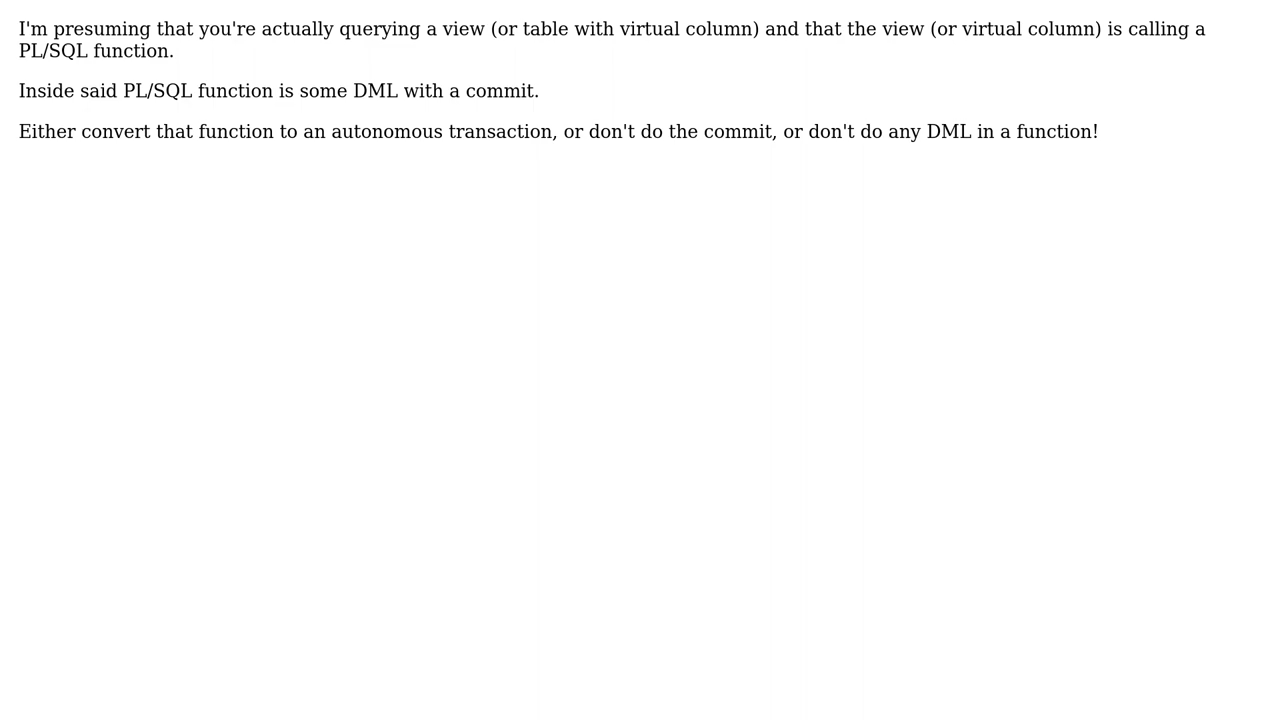 I'm presuming that you're actually querying a view (or table with virtual column) and that the view (or virtual column) is calling a
PL/SQL function.
Inside said PL/SQL function is some DML with a commit.
Either convert that function to an autonomous transaction, or don't do the commit, or don't do any DML in a function!